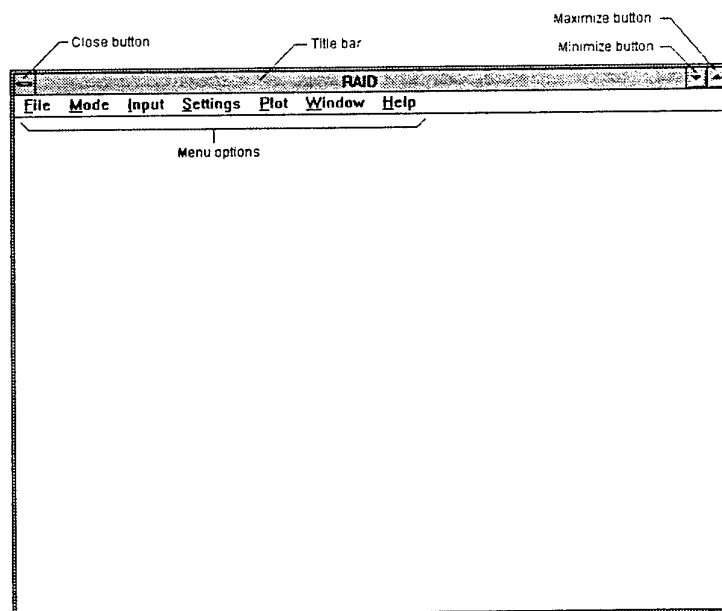 Maximize button
Close button
Title bar
Minimize button
RAID
File Mode Input Settings Plot Window Help
Menu options